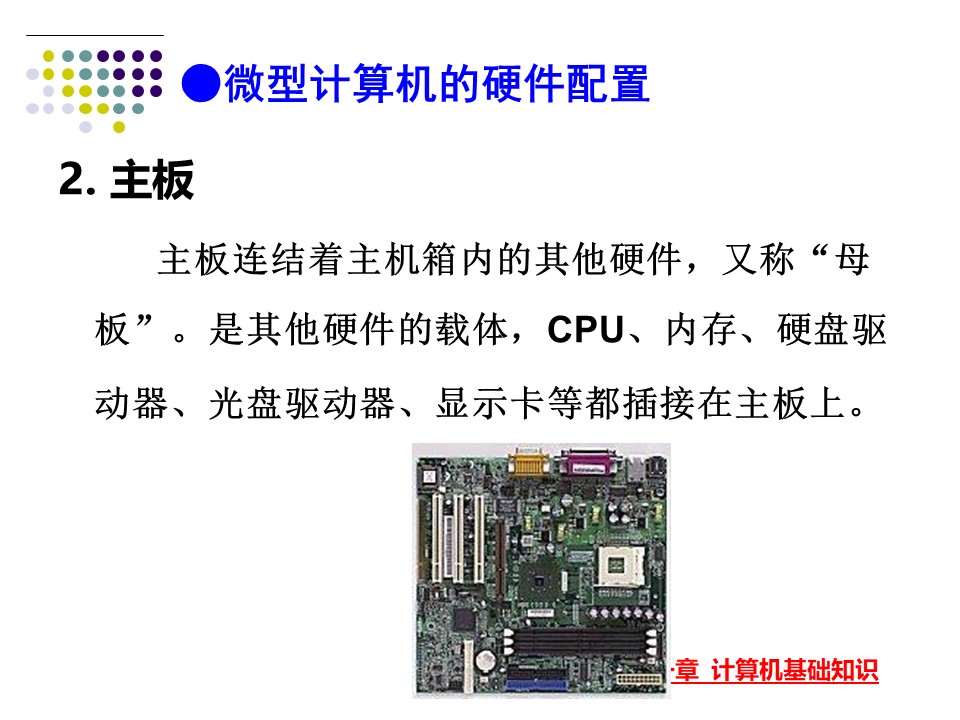 ●微型计算机的硬件配置
2. 主板
主板连结着主机箱内的其他硬件，又称“母
板”。是其他硬件的载体，CPU、内存、硬盘驱
动器、光盘驱动器、显示卡等都插接在主板上。
章 计算机基础知识